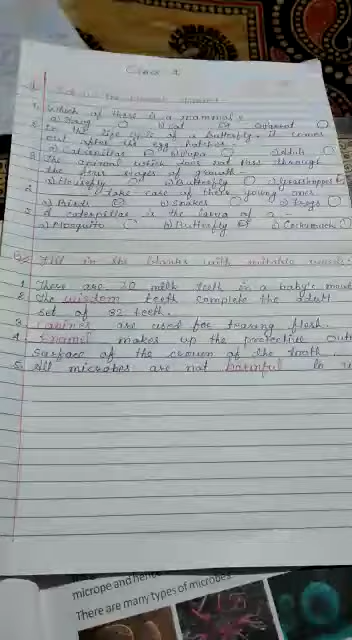 Class
1. Which of these is a mammal?
a) Frog b) Cat
2. In the life cycle of a butterfly, it comes
out after the egg hatches
a) Caterpillar b) Pupa c) Adult
3. The animal which does not pass through
the four stages of growth -
a) Housefly b) Butterfly c) Grasshopper
take care of their young ones
a) Birds b) Snakes c) Frogs
5. A caterpillar is the larva of a -
a) Mosquito b) Butterfly c) Cockroach
Q2 Fill in the blanks with suitable words:
1. There are 20 milk teeth in a baby's
2. The wisdom teeth complete the adult
set of 32 teeth.
3. Canines are used for tearing flesh.
4. Enamel makes up the protective
surface of the crown of the tooth.
5. All microbes are not harmful to
micrope and
There are many types of microbes